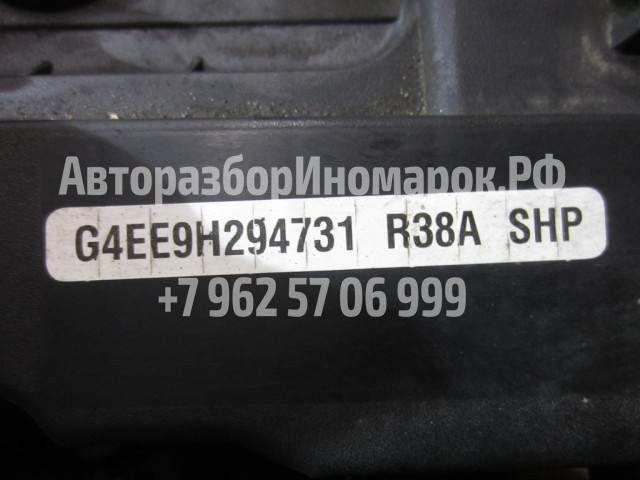 АвторазборИномарок.РФ
G4EE9H294731 R38A SHP
+7 962 57 06 999